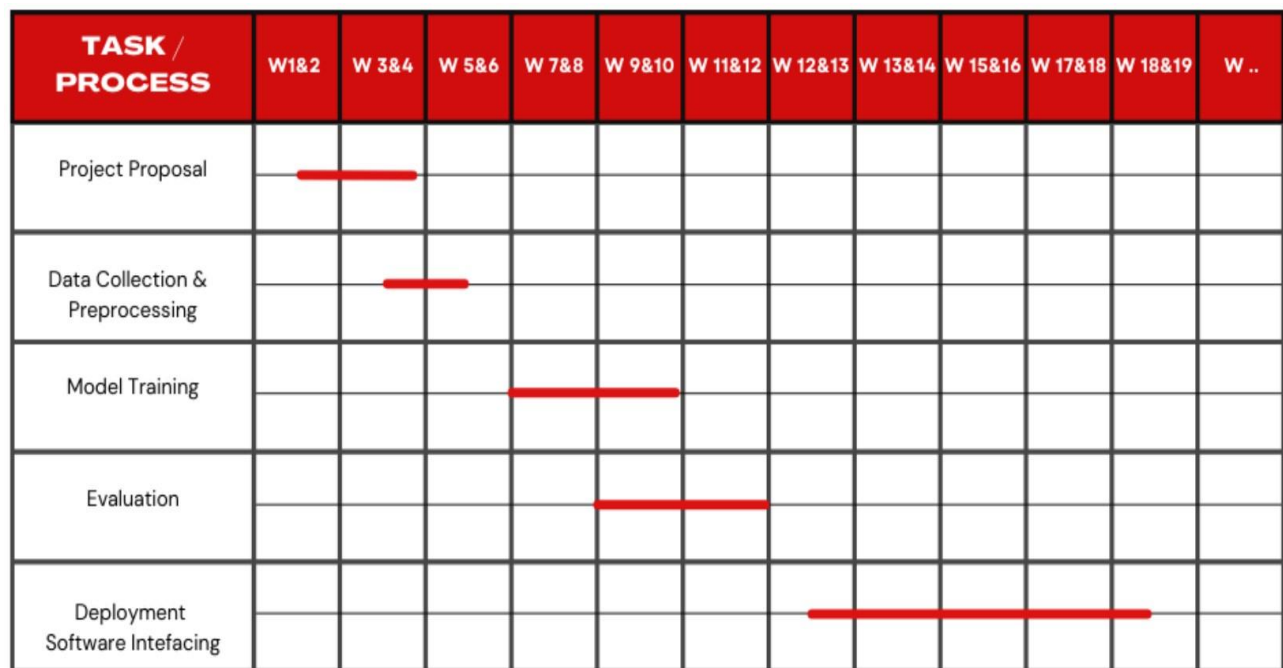 TASK /
PROCESS
W1&2 W 3&4 W 5&6 W 7&8 W 9&10 W 11&12 W 12&13 W 13&14 W 15&16 W 17&18 W 18&19 W ..
Project Proposal
Data Collection &
Preprocessing
Model Training
Evaluation
Deployment
Software Intefacing